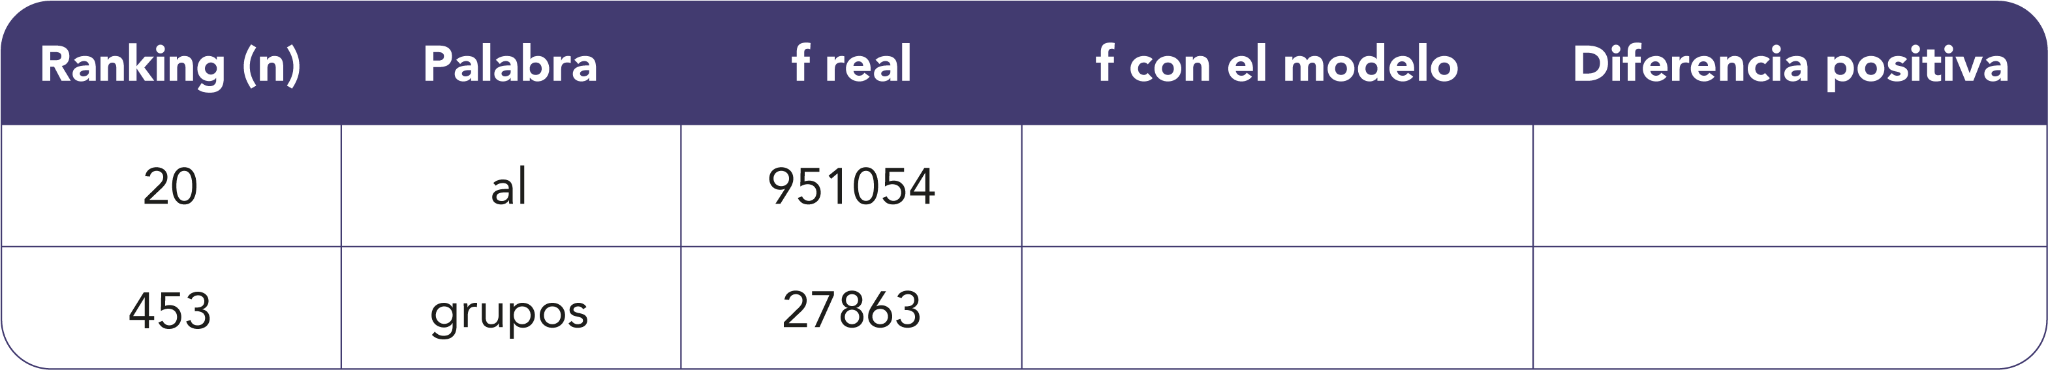 Ranking (n) Palabra f real f con el modelo Diferencia positiva
20 al 951054
453 grupos 27863